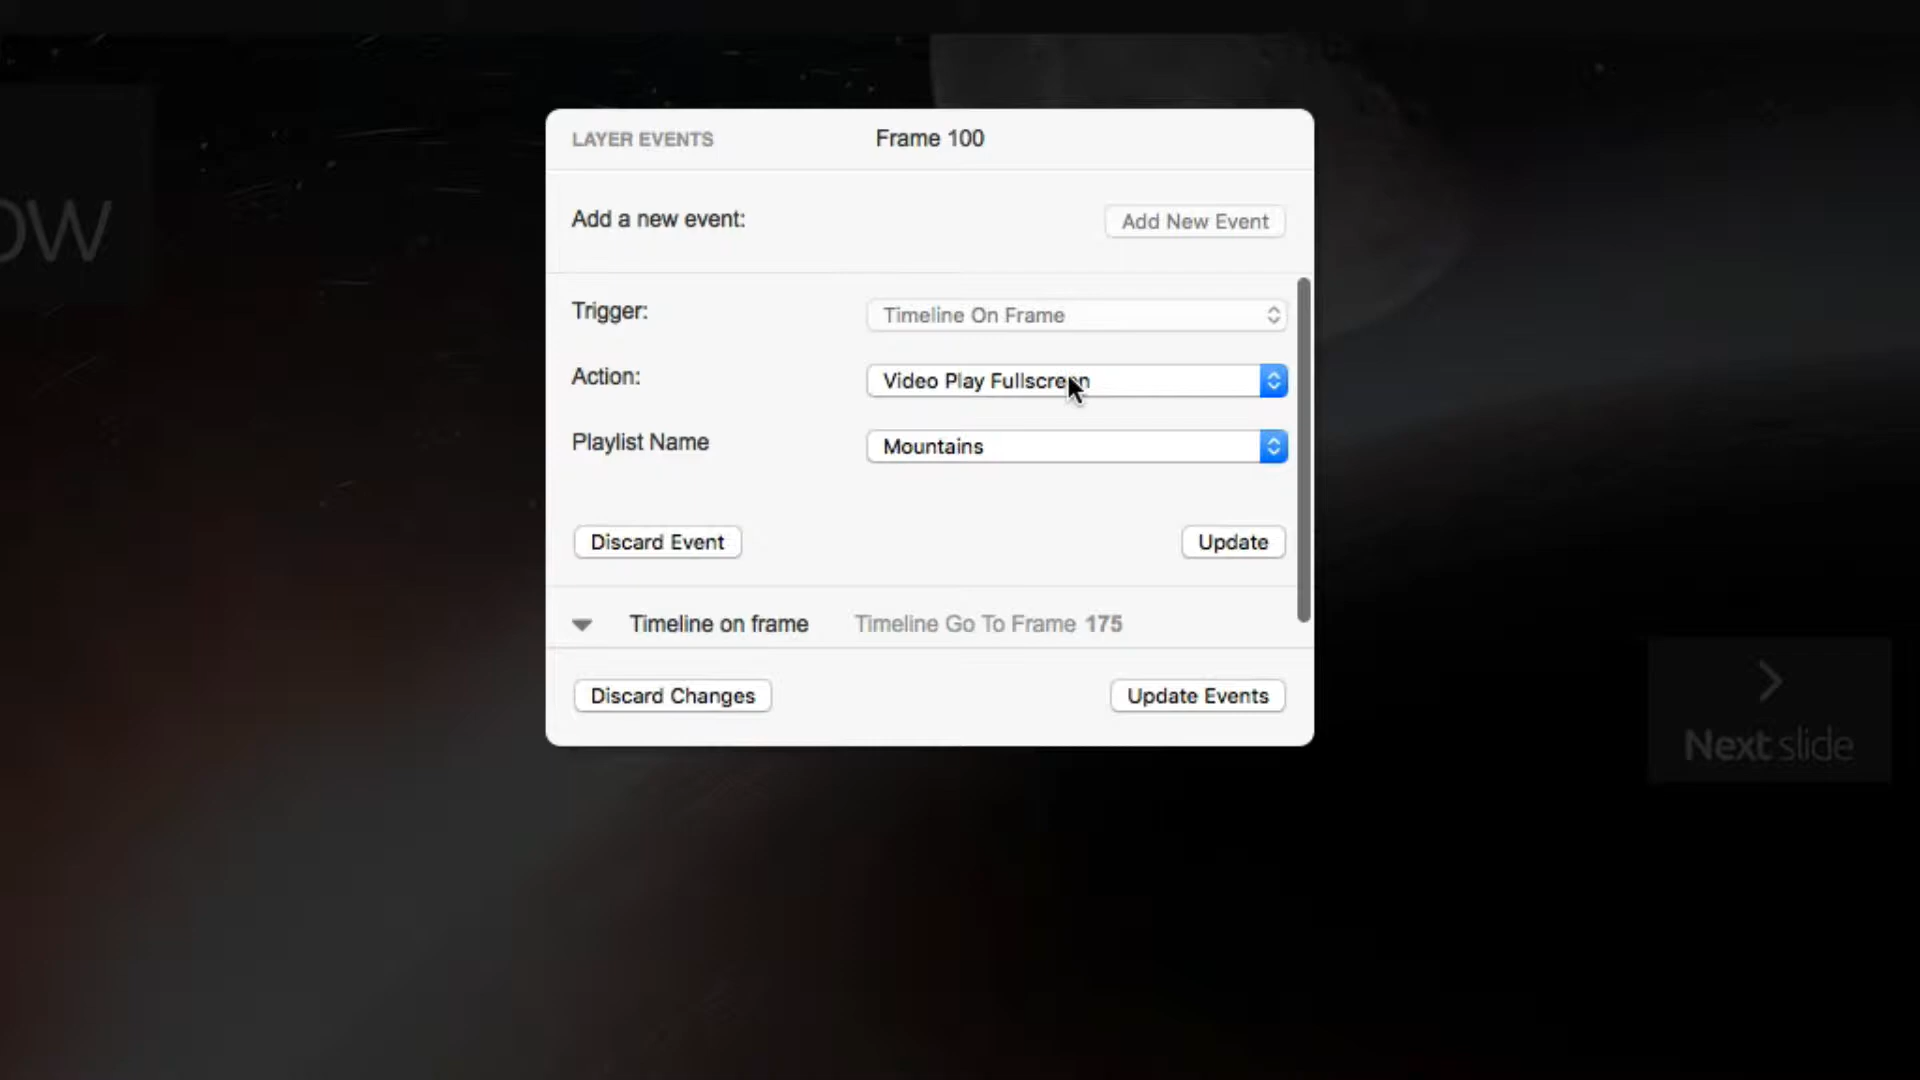 LAYER EVENTS Frame 100
Add a new event: Add New Event
OW
Trigger: Timeline On Frame
Action: Video Play Fullscreen
Playlist Name Mountains
Discard Event Update
Timeline on frame Timeline Go To Frame 175
Discard Changes Update Events
Next slide